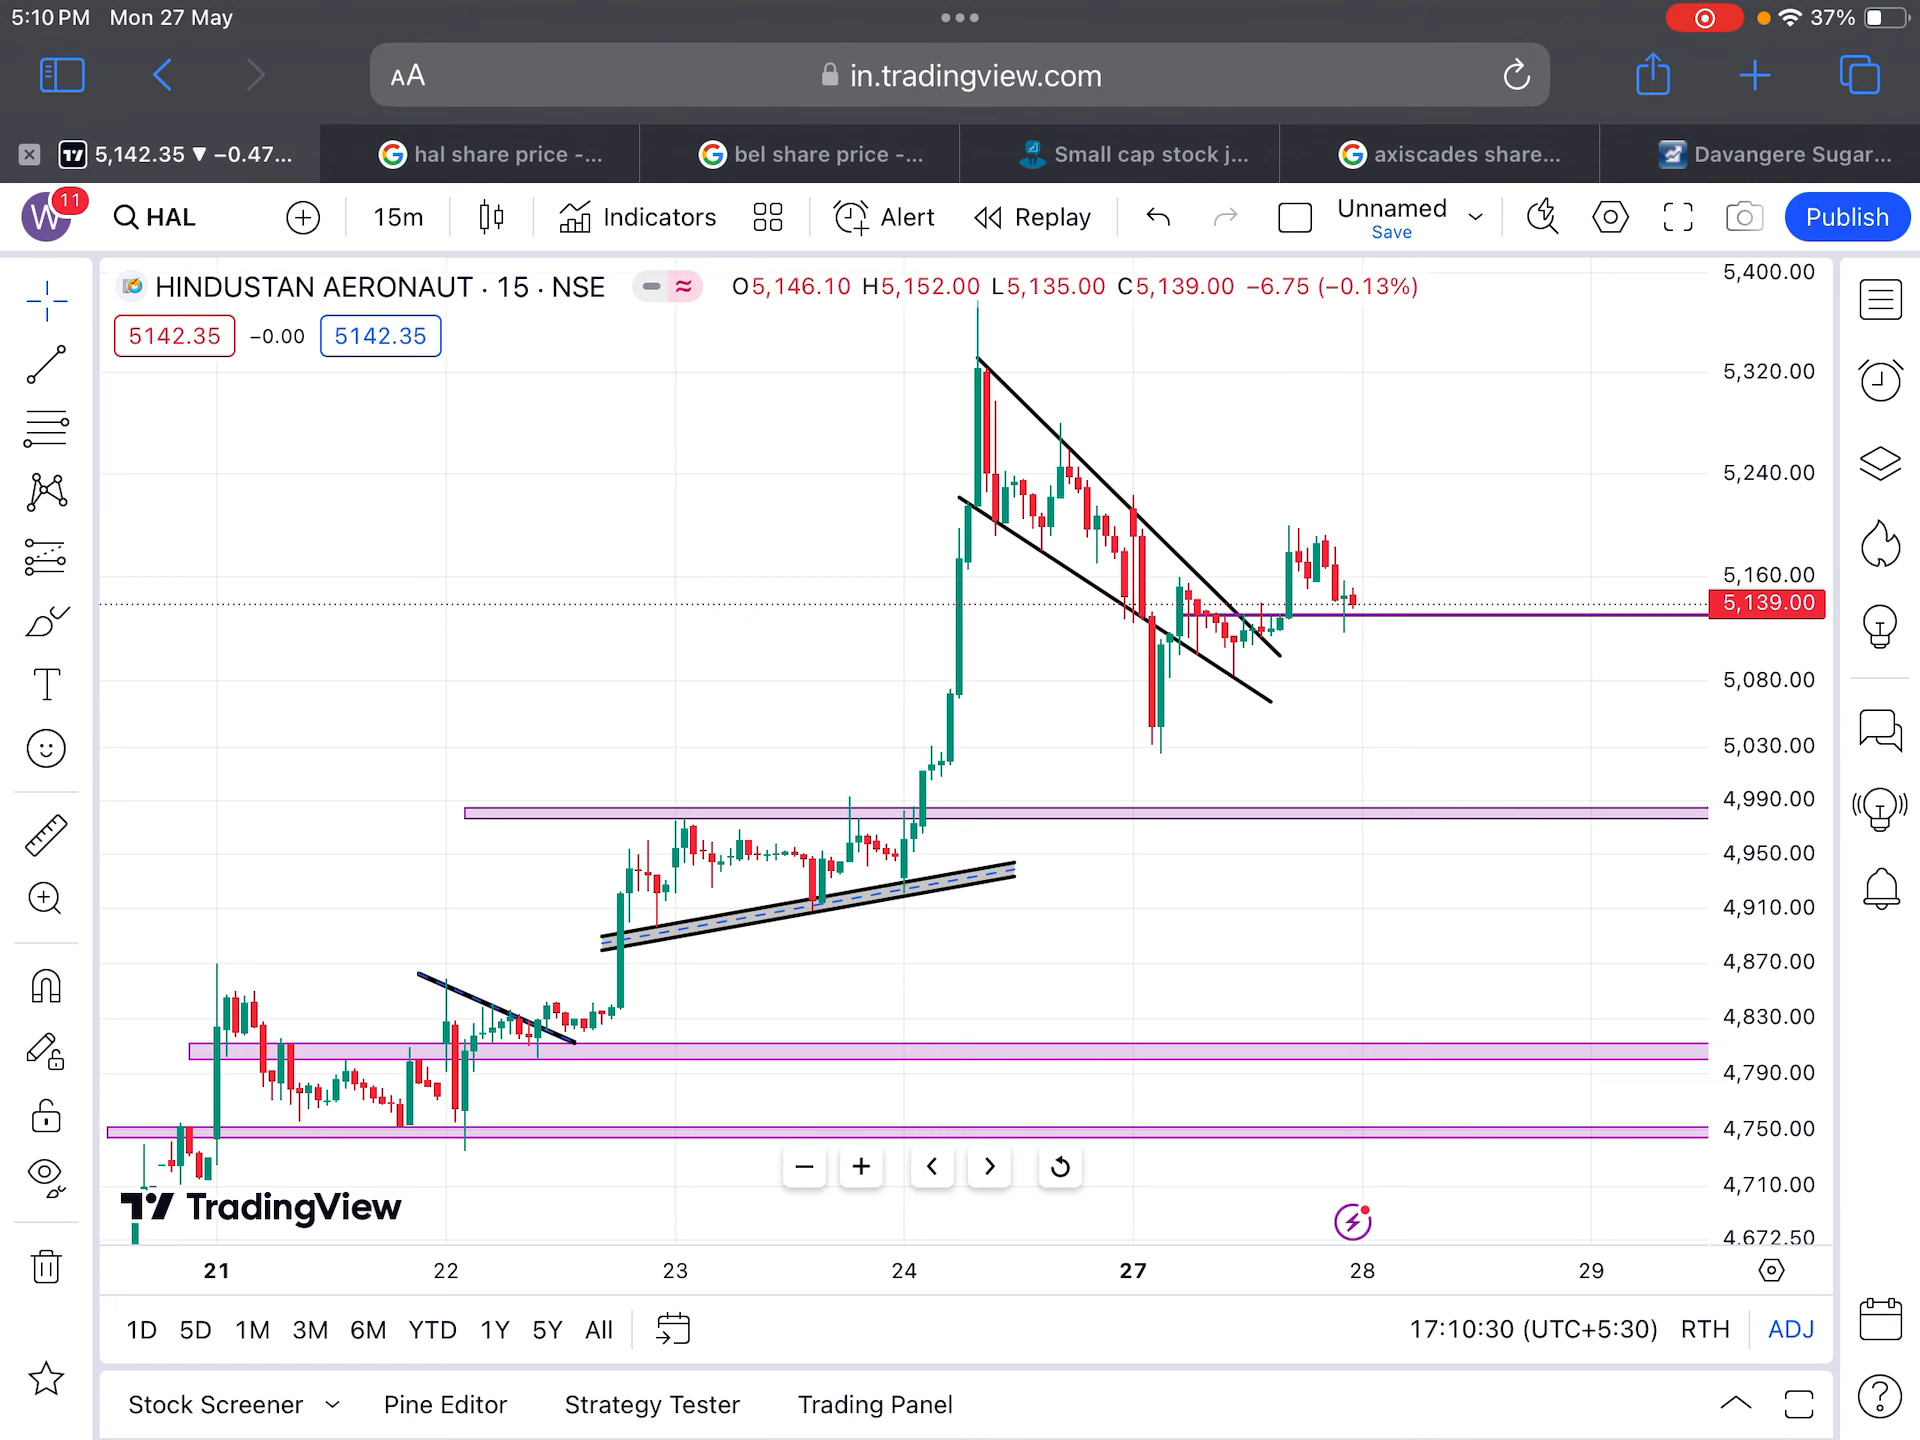 5:10 PM Mon 27 May
37%
AA in.tradingview.com
5,142.35 ▼ −0.47...
hal share price -...
bel share price -...
Small cap stock j...
axiscades share...
Davangere Sugar...
W 11 HAL 15m Indicators Alert Replay Unnamed Save Publish
HINDUSTAN AERONAUT · 15 · NSE O5,146.10 H5,152.00 L5,135.00 C5,139.00 −6.75 (−0.13%)
5142.35 −0.00 5142.35
5,400.00
5,320.00
5,240.00
5,160.00
5,139.00
5,080.00
5,030.00
4,990.00
4,950.00
4,910.00
4,870.00
4,830.00
4,790.00
4,750.00
4,710.00
4,672.50
TradingView
21 22 23 24 27 28 29
1D 5D 1M 3M 6M YTD 1Y 5Y All 17:10:30 (UTC+5:30) RTH ADJ
Stock Screener Pine Editor Strategy Tester Trading Panel